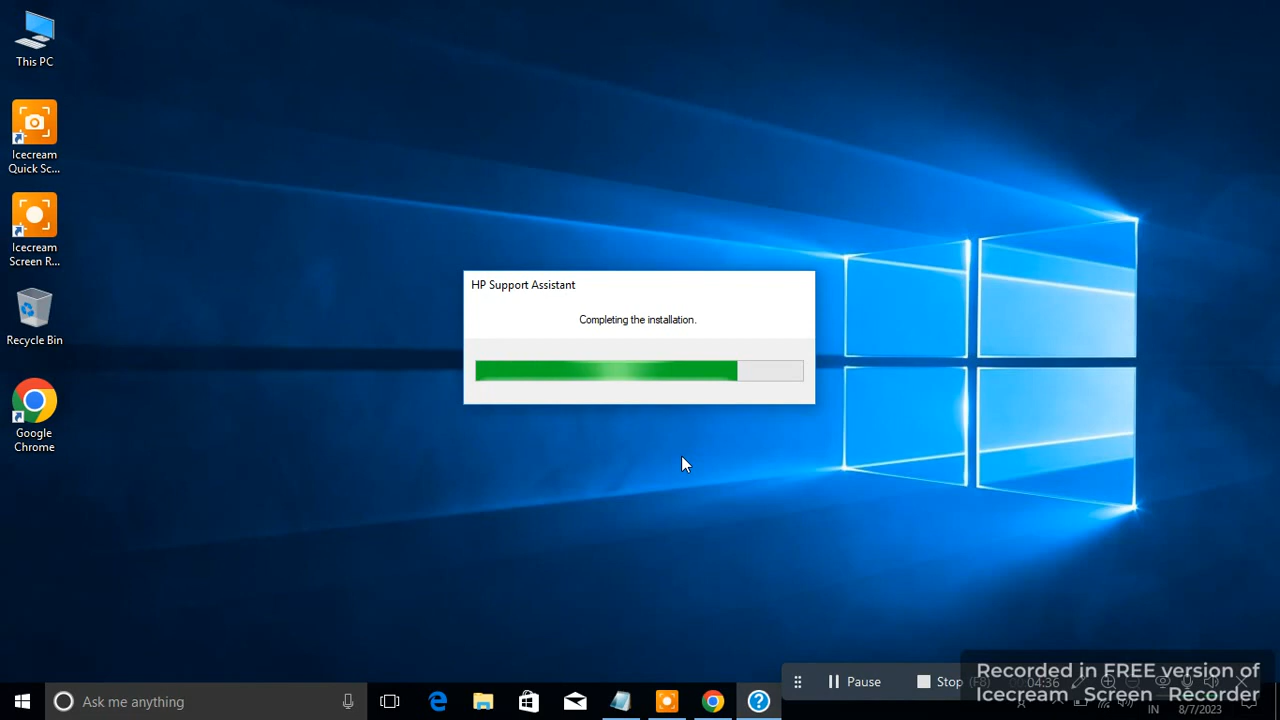 This PC
Icecream
Quick Sc...
Icecream
Screen R...
Recycle Bin
Google
Chrome
HP Support Assistant
Completing the installation.
Ask me anything
Pause
Stop (F8)
04:36
Recorded in FREE version of
Icecream Screen Recorder
IN
8/7/2023